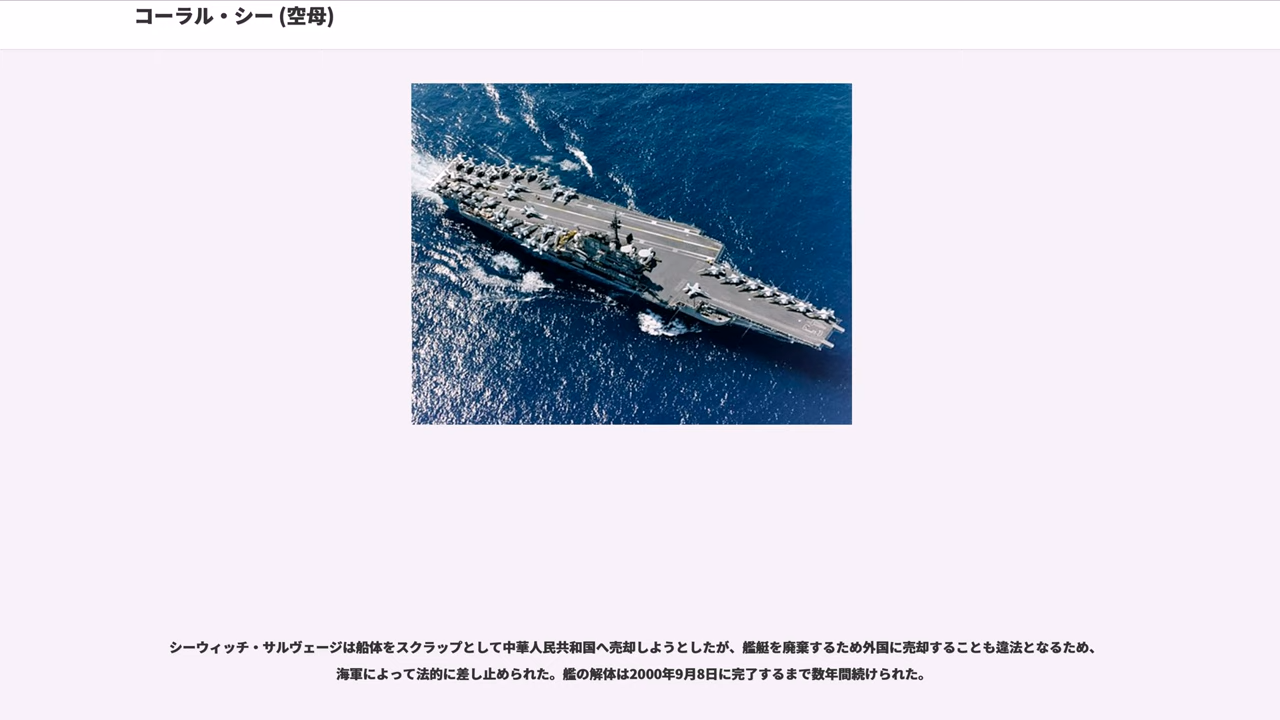 コーラル・シー (空母)
シーウィッチ・サルヴェージは船体をスクラップとして中華人民共和国へ売却しようとしたが、艦艇を廃棄するため外国に売却することも違法となるため、
海軍によって法的に差し止められた。艦の解体は2000年9月8日に完了するまで数年間続けられた。